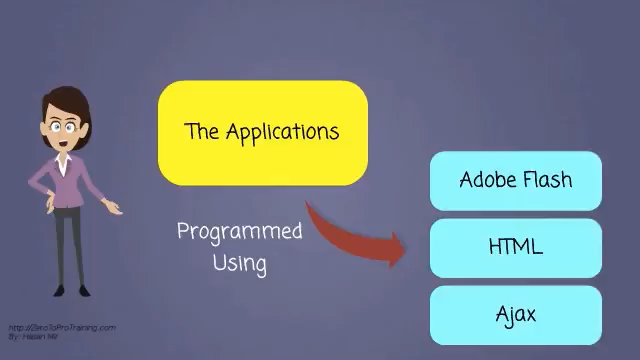 The Applications
Programmed
Using
Adobe Flash
HTML
Ajax
http://ZeroToProTraining.com
By: Hasan Mir